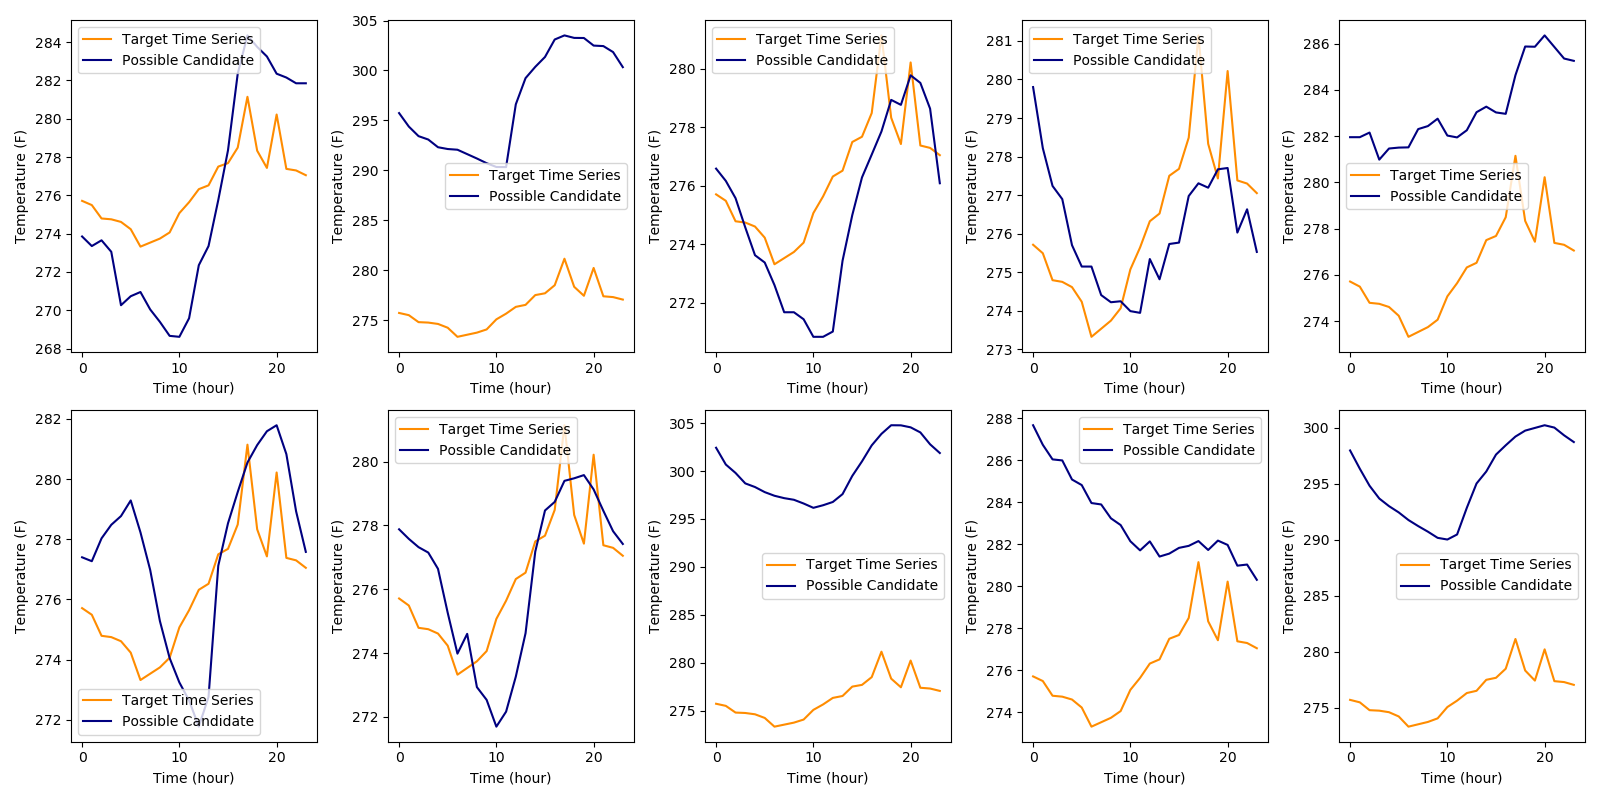 284
282
280
278
276
274
272
270
268
Temperature (F)
Target Time Series
Possible Candidate
0
10
20
Time (hour)
305
300
295
290
285
280
275
Temperature (F)
Target Time Series
Possible Candidate
0
10
20
Time (hour)
280
278
276
274
272
Temperature (F)
Target Time Series
Possible Candidate
0
10
20
Time (hour)
281
280
279
278
277
276
275
274
273
Temperature (F)
Target Time Series
Possible Candidate
0
10
20
Time (hour)
286
284
282
280
278
276
274
Temperature (F)
Target Time Series
Possible Candidate
0
10
20
Time (hour)
282
280
278
276
274
272
Temperature (F)
Target Time Series
Possible Candidate
0
10
20
Time (hour)
280
278
276
274
272
Temperature (F)
Target Time Series
Possible Candidate
0
10
20
Time (hour)
305
300
295
290
285
280
275
Temperature (F)
Target Time Series
Possible Candidate
0
10
20
Time (hour)
288
286
284
282
280
278
276
274
Temperature (F)
Target Time Series
Possible Candidate
0
10
20
Time (hour)
300
295
290
285
280
275
Temperature (F)
Target Time Series
Possible Candidate
0
10
20
Time (hour)